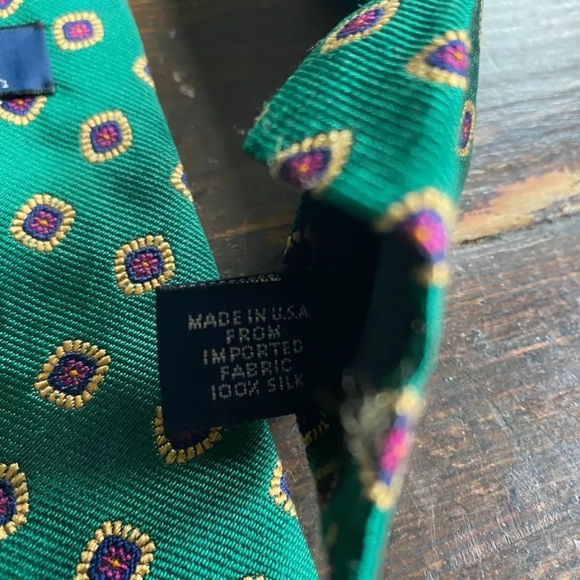 MADE IN U.S.A.
FROM
IMPORTED
FABRIC
100% SILK